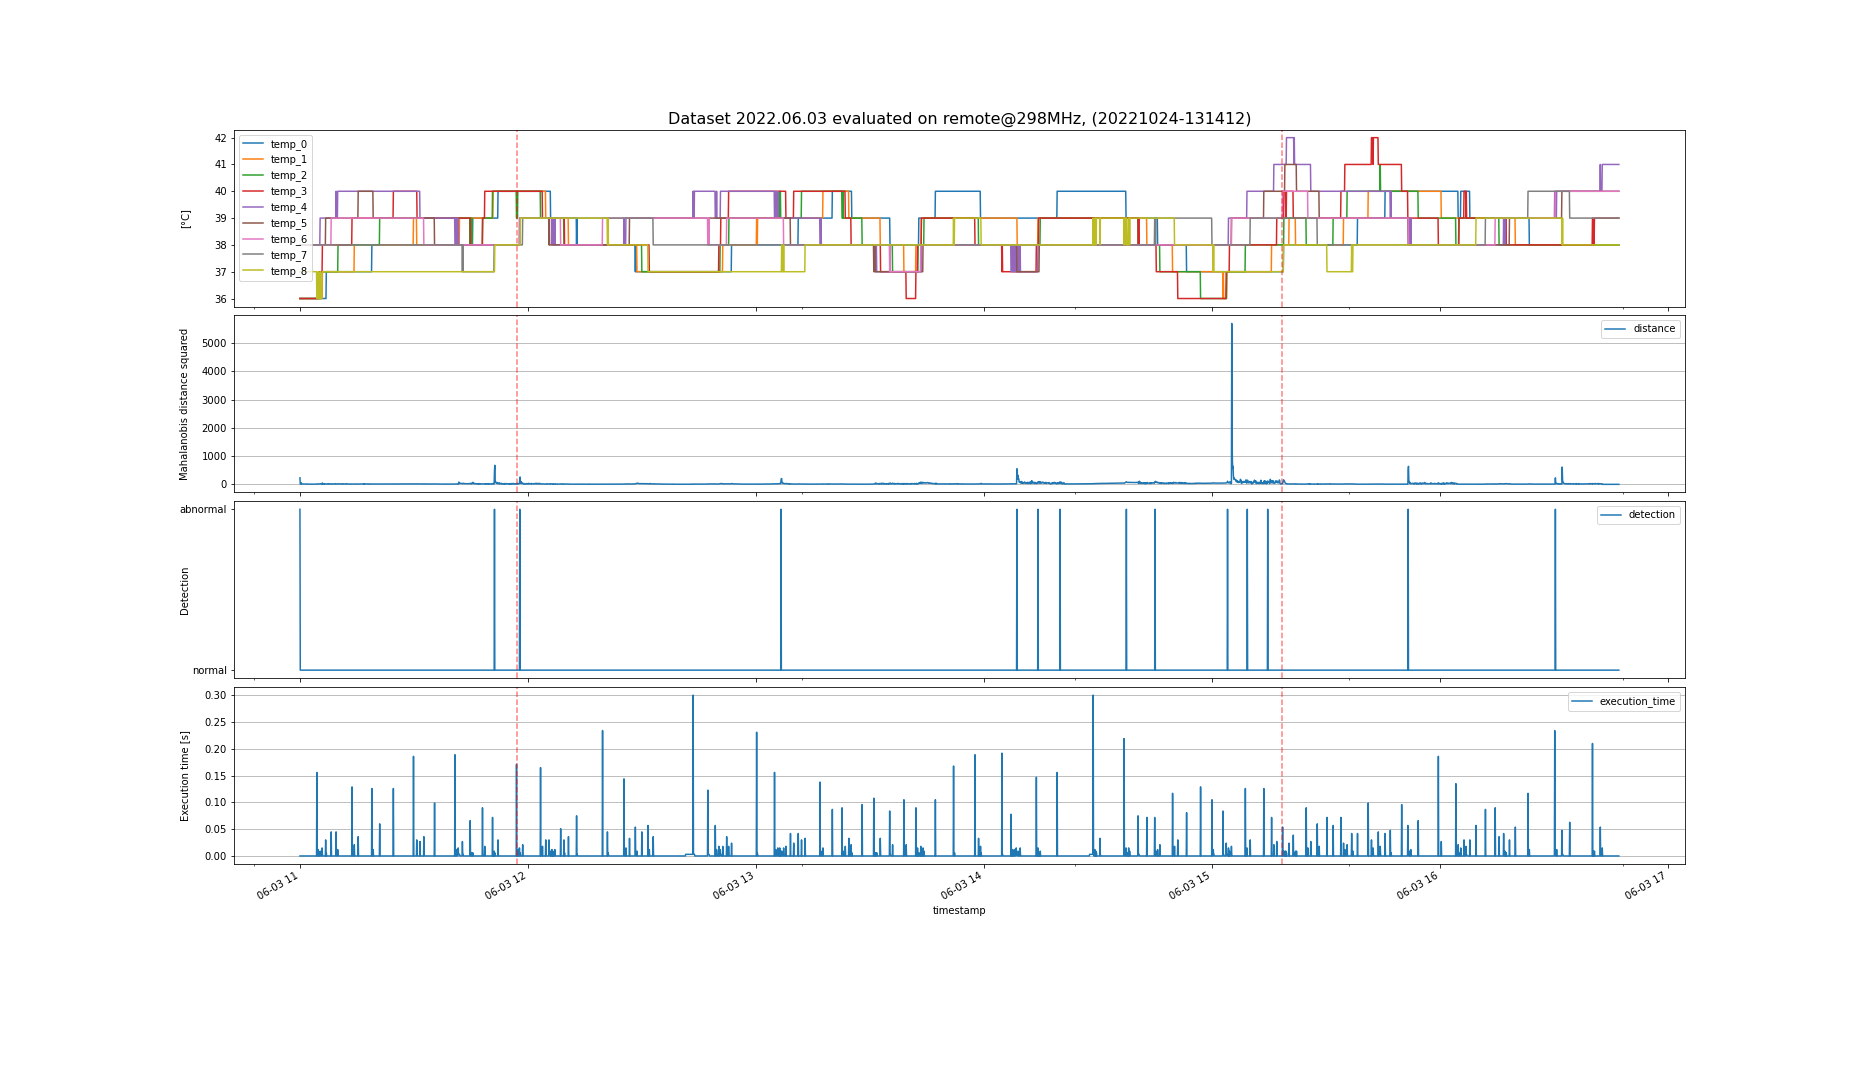 Dataset 2022.06.03 evaluated on remote@298MHz, (20221024-131412)
42
41
40
39
38
37
36
[°C]
temp_0
temp_1
temp_2
temp_3
temp_4
temp_5
temp_6
temp_7
temp_8
5000
4000
3000
2000
1000
0
Mahalanobis distance squared
distance
abnormal
normal
Detection
detection
0.30
0.25
0.20
0.15
0.10
0.05
0.00
Execution time [s]
execution_time
06-03 11
06-03 12
06-03 13
06-03 14
06-03 15
06-03 16
06-03 17
timestamp